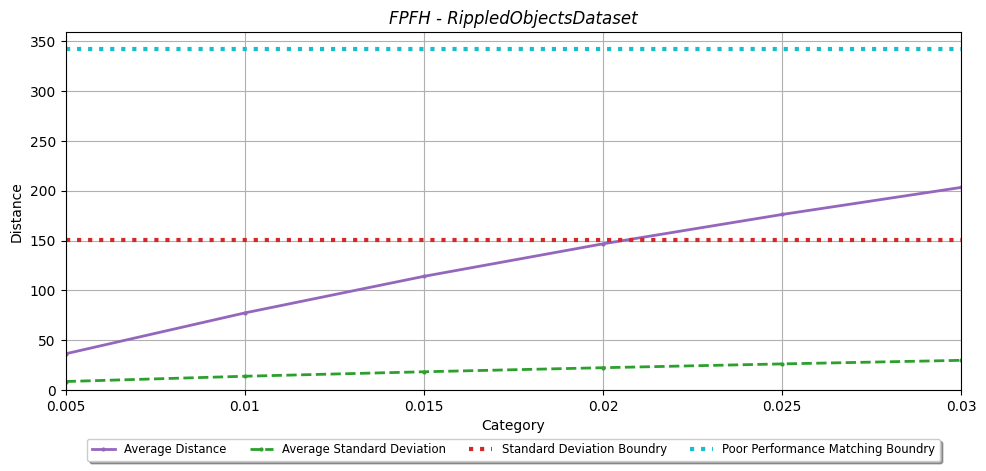 FPFH - RippledObjectsDataset
350
300
250
200
150
100
50
0
Distance
0.005 0.01 0.015 0.02 0.025 0.03
Category
Average Distance Average Standard Deviation Standard Deviation Boundry Poor Performance Matching Boundry